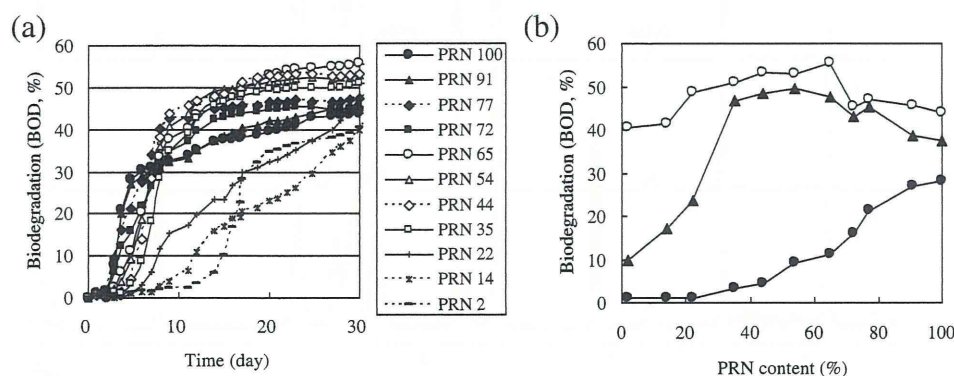 (a)
60
50
40
30
20
10
0
Biodegradation (BOD, %)
0 10 20 30
Time (day)
PRN 100
PRN 91
PRN 77
PRN 72
PRN 65
PRN 54
PRN 44
PRN 35
PRN 22
PRN 14
PRN 2
(b)
60
50
40
30
20
10
0
Biodegradation (BOD, %)
0 20 40 60 80 100
PRN content (%)